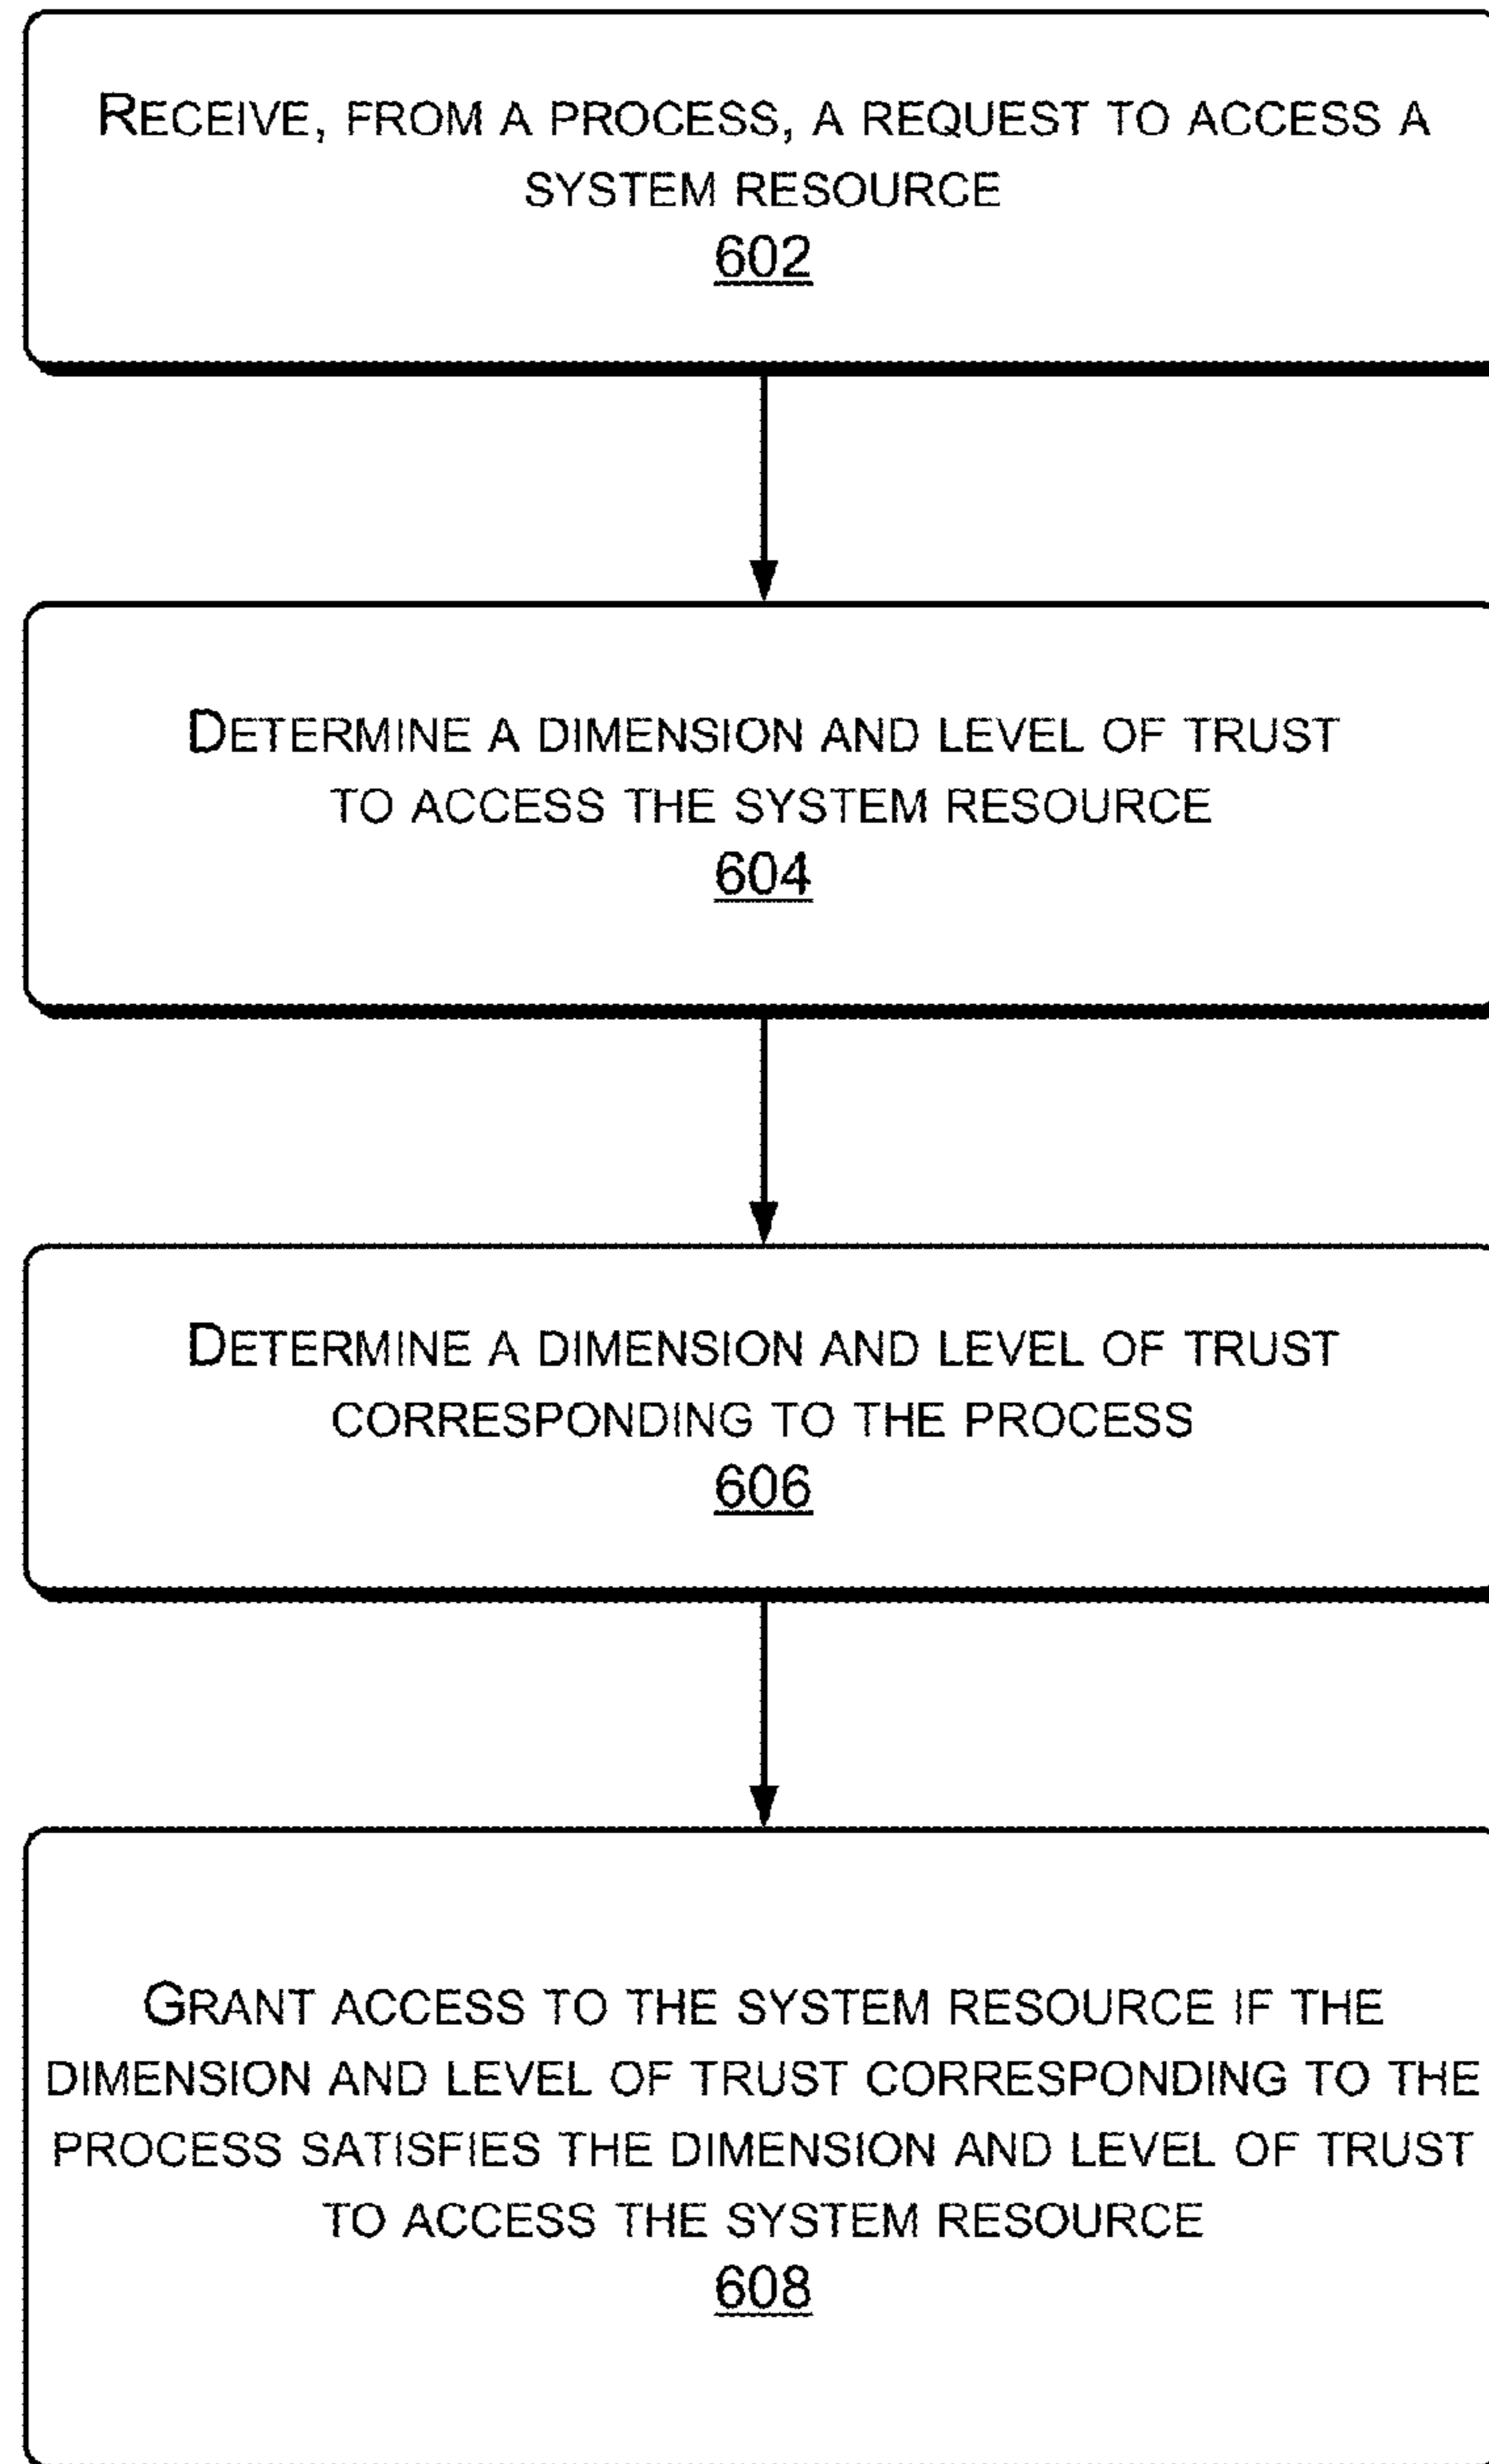 RECEIVE, FROM A PROCESS, A REQUEST TO ACCESS A
SYSTEM RESOURCE
602
DETERMINE A DIMENSION AND LEVEL OF TRUST
TO ACCESS THE SYSTEM RESOURCE
604
DETERMINE A DIMENSION AND LEVEL OF TRUST
CORRESPONDING TO THE PROCESS
606
GRANT ACCESS TO THE SYSTEM RESOURCE IF THE
DIMENSION AND LEVEL OF TRUST CORRESPONDING TO THE
PROCESS SATISFIES THE DIMENSION AND LEVEL OF TRUST
TO ACCESS THE SYSTEM RESOURCE
608